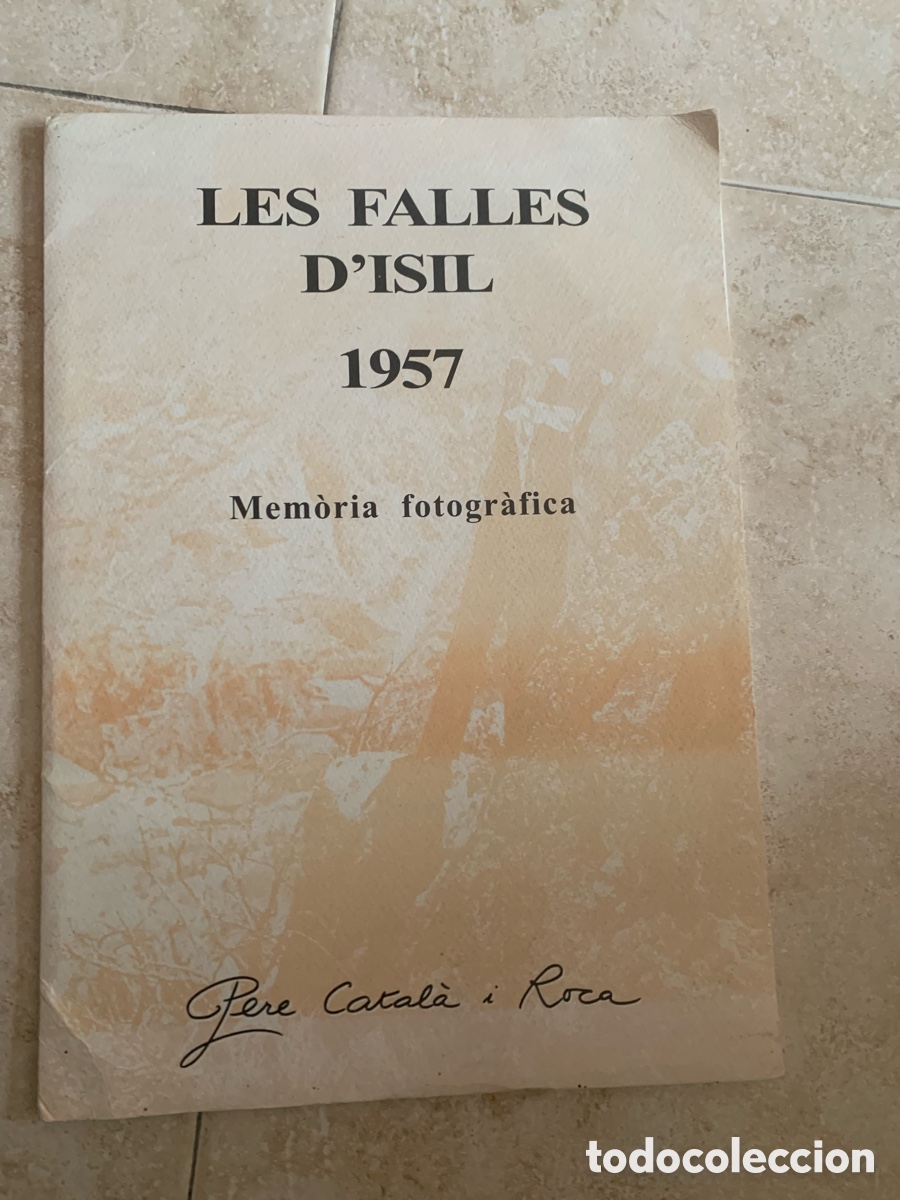 LES FALLES
D'ISIL
1957
Memòria fotogràfica
Pere Català i Roca
todocoleccion